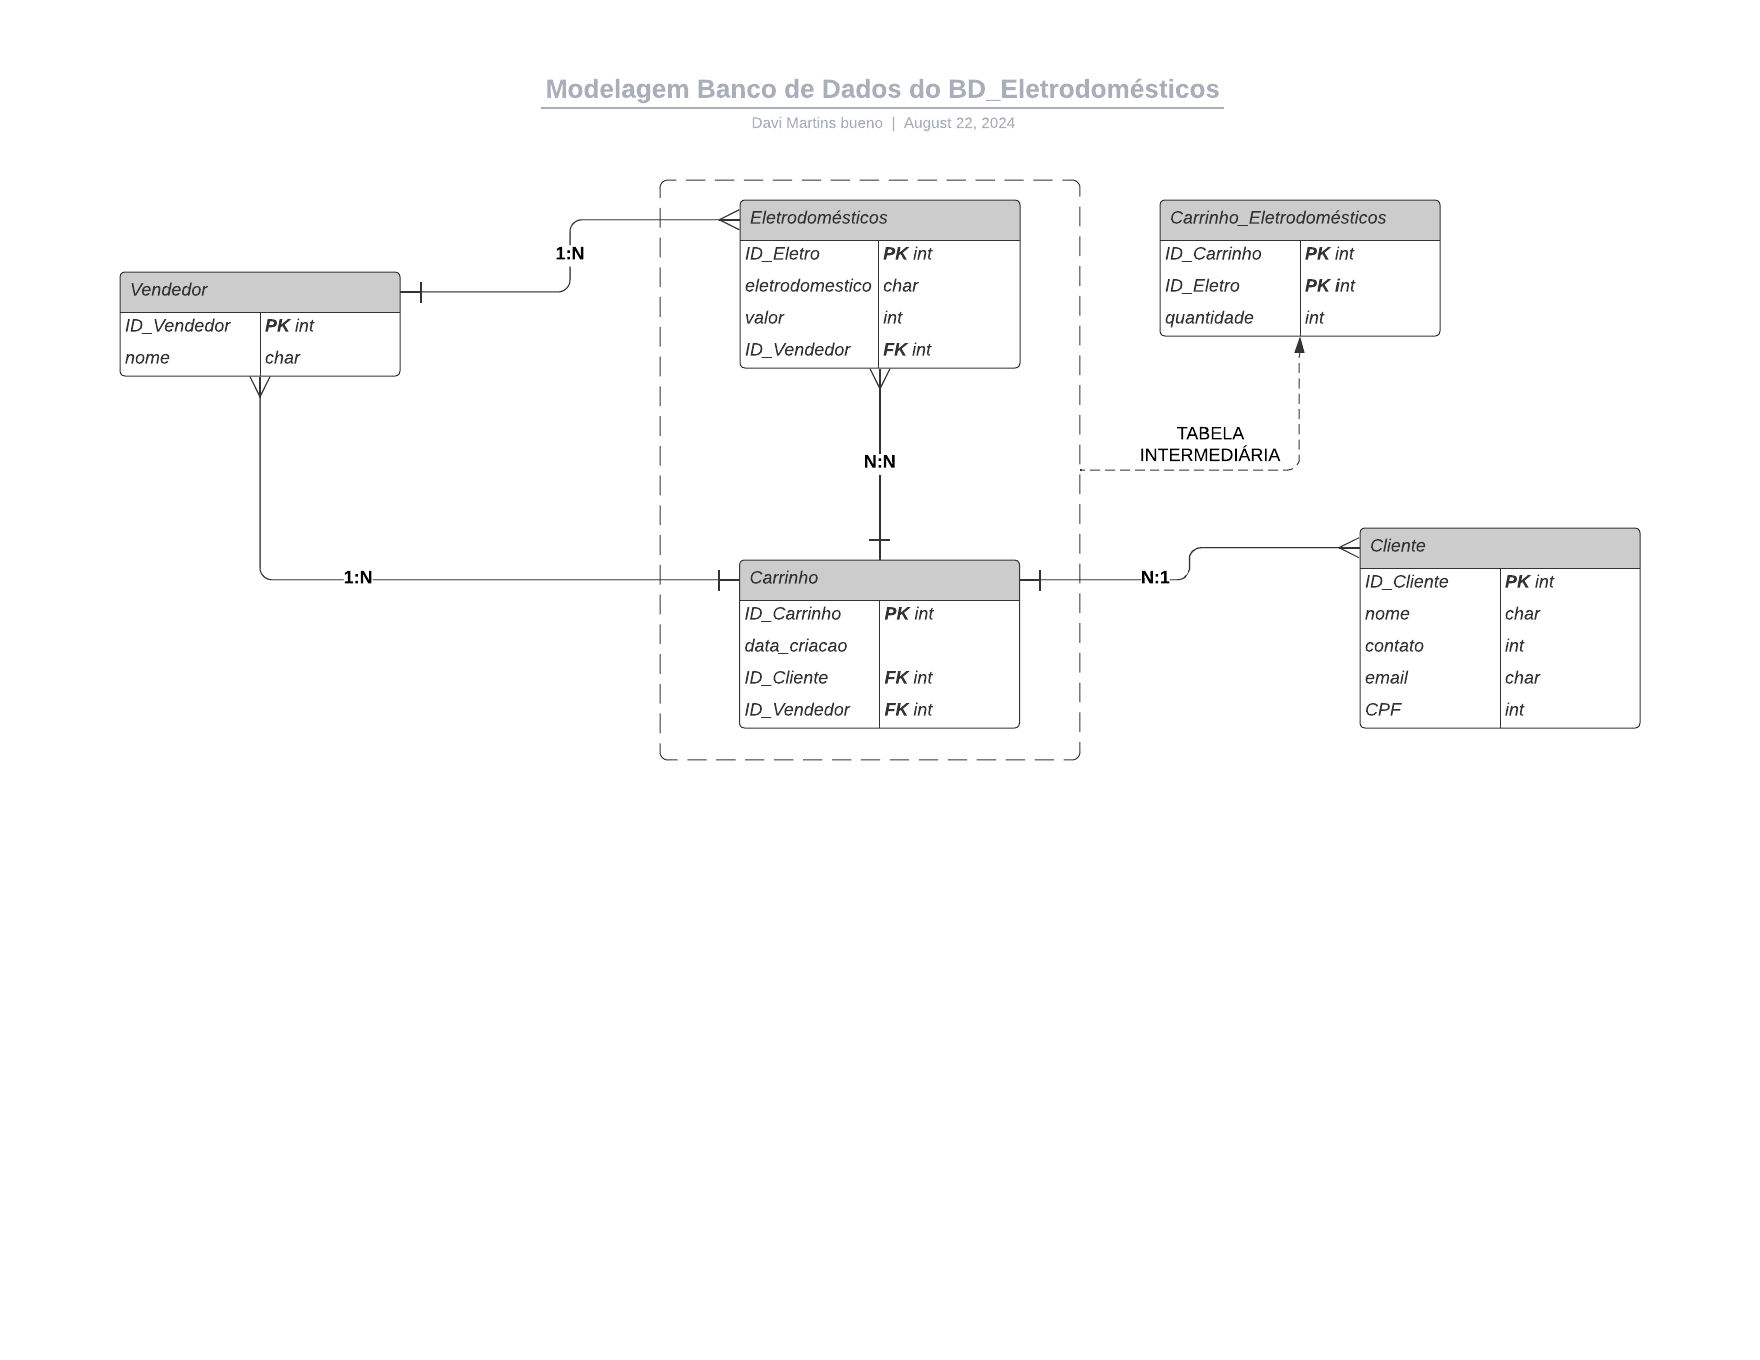 Modelagem Banco de Dados do BD_Eletrodomésticos
Davi Martins bueno | August 22, 2024
Vendedor
ID_Vendedor PK int
nome char
1:N
Eletrodomésticos
ID_Eletro PK int
eletrodomestico char
valor int
ID_Vendedor FK int
Carrinho_Eletrodomésticos
ID_Carrinho PK int
ID_Eletro PK int
quantidade int
TABELA
INTERMEDIÁRIA
N:N
1:N
Carrinho
ID_Carrinho PK int
data_criacao
ID_Cliente FK int
ID_Vendedor FK int
N:1
Cliente
ID_Cliente PK int
nome char
contato int
email char
CPF int